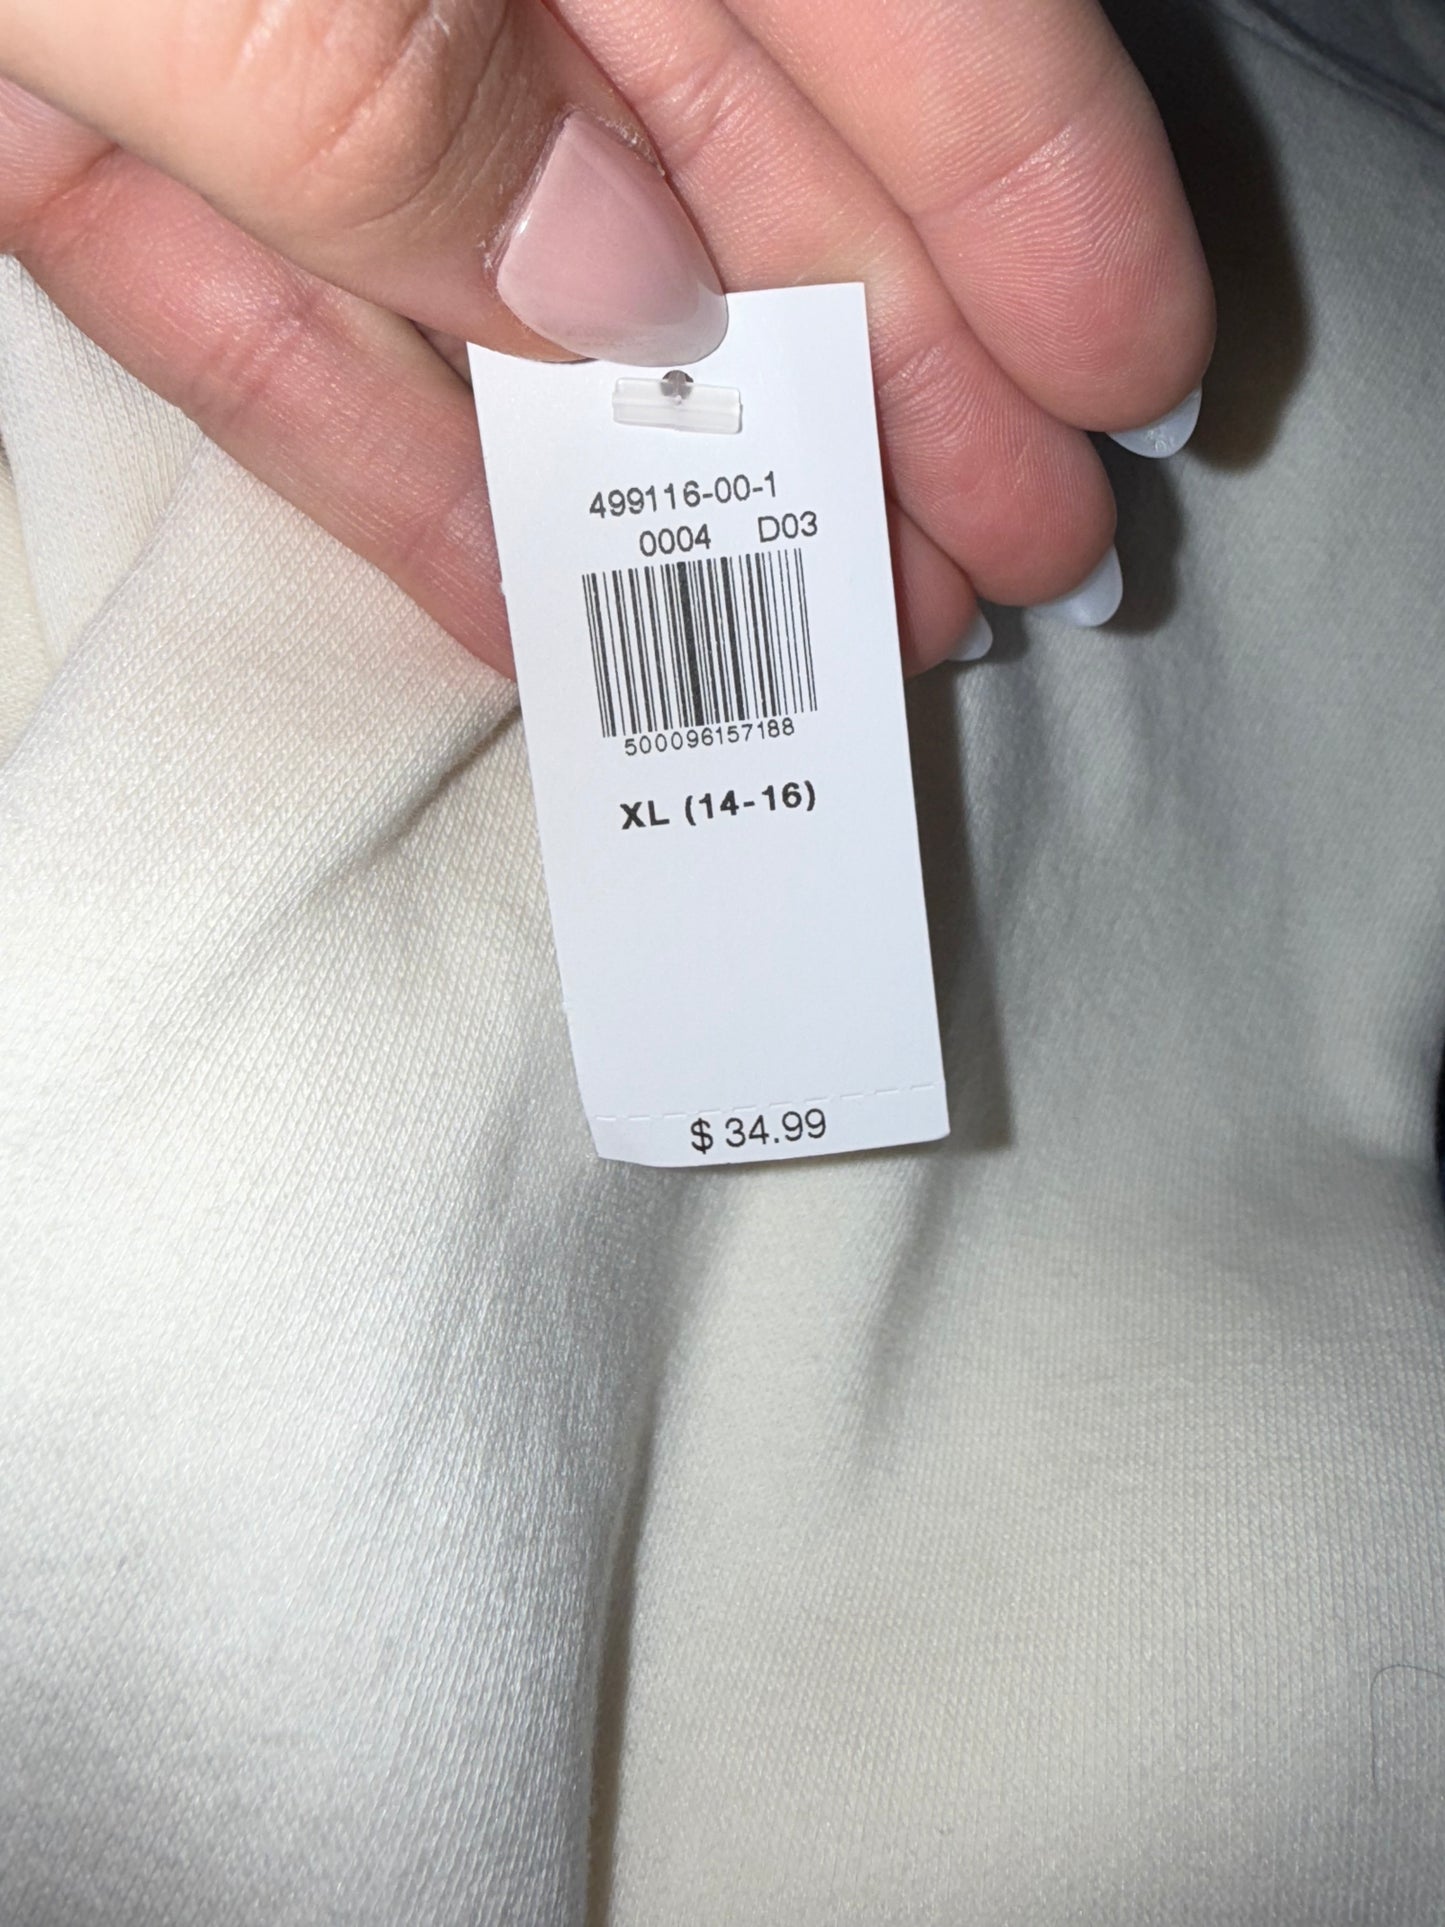 499116-00-1
0004 D03
500096157188
XL (14-16)
$ 34.99